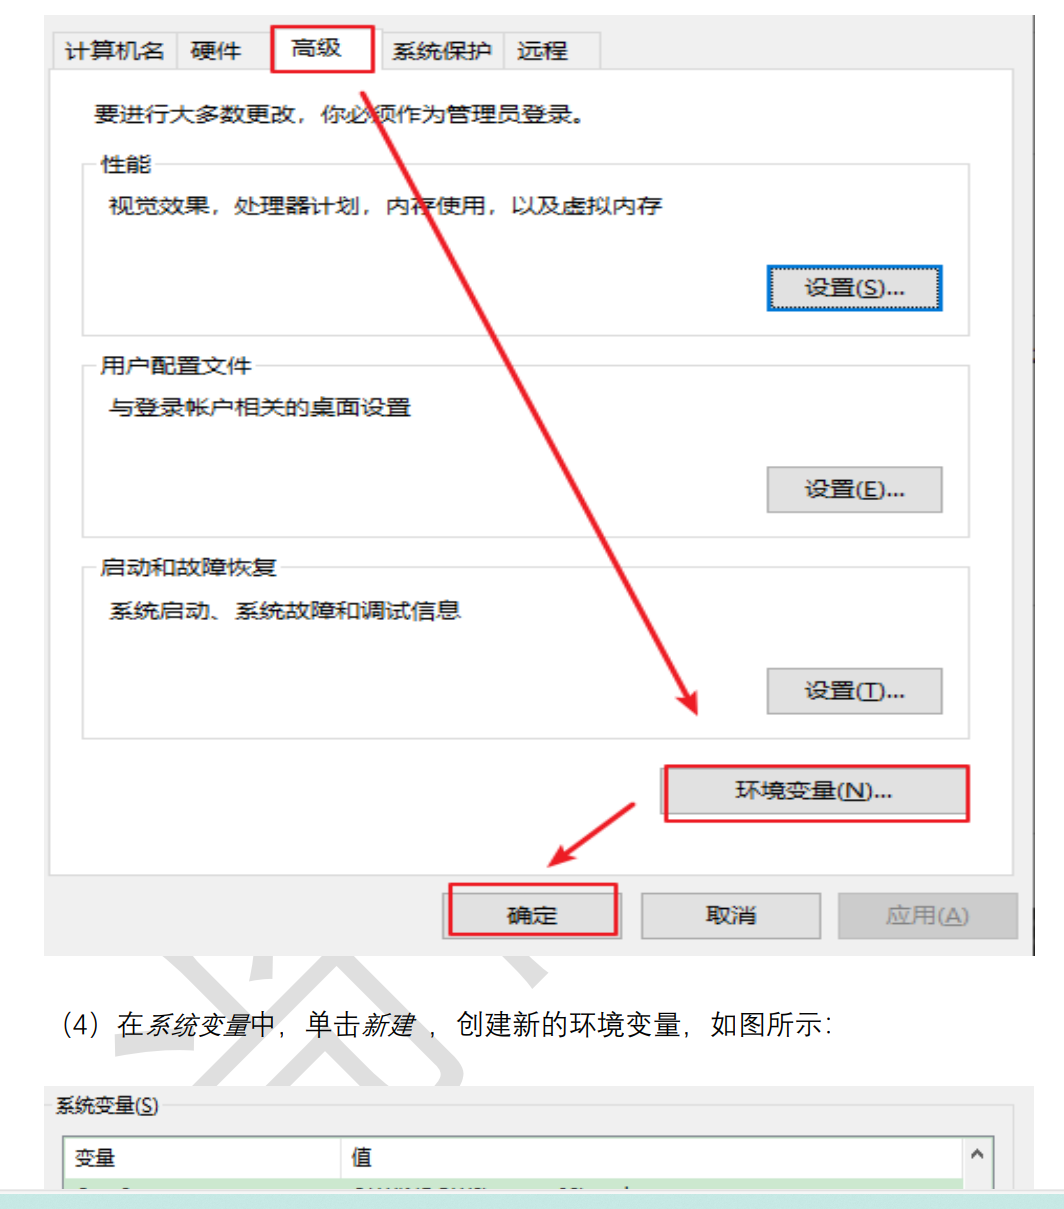 计算机名 硬件 高级 系统保护 远程
要进行大多数更改，你必须作为管理员登录。
性能
视觉效果，处理器计划，内存使用，以及虚拟内存
设置(S)...
用户配置文件
与登录帐户相关的桌面设置
设置(E)...
启动和故障恢复
系统启动、系统故障和调试信息
设置(T)...
环境变量(N)...
确定 取消 应用(A)
（4）在系统变量中，单击新建 ，创建新的环境变量，如图所示：
系统变量(S)
变量 值